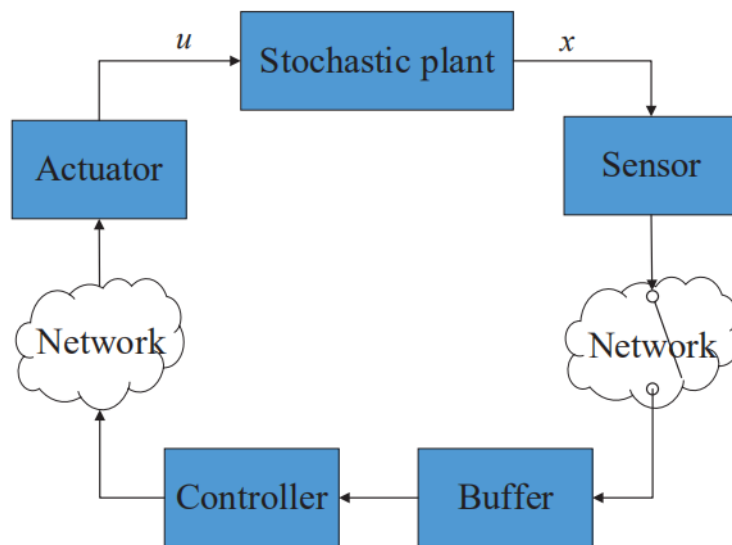 u
Stochastic plant
x
Actuator
Sensor
Network
Network
Controller
Buffer